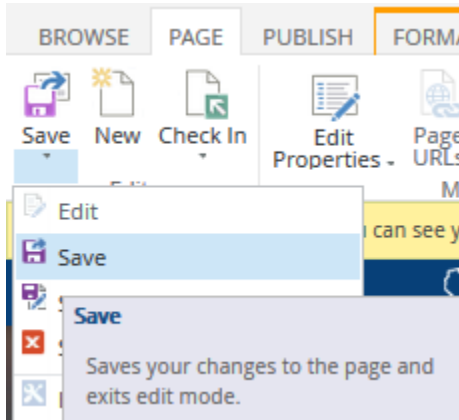 BROWSE PAGE PUBLISH FORMA
Save New Check In Edit Properties Page URLs
Edit
can see y
Save
Save
Saves your changes to the page and
exits edit mode.